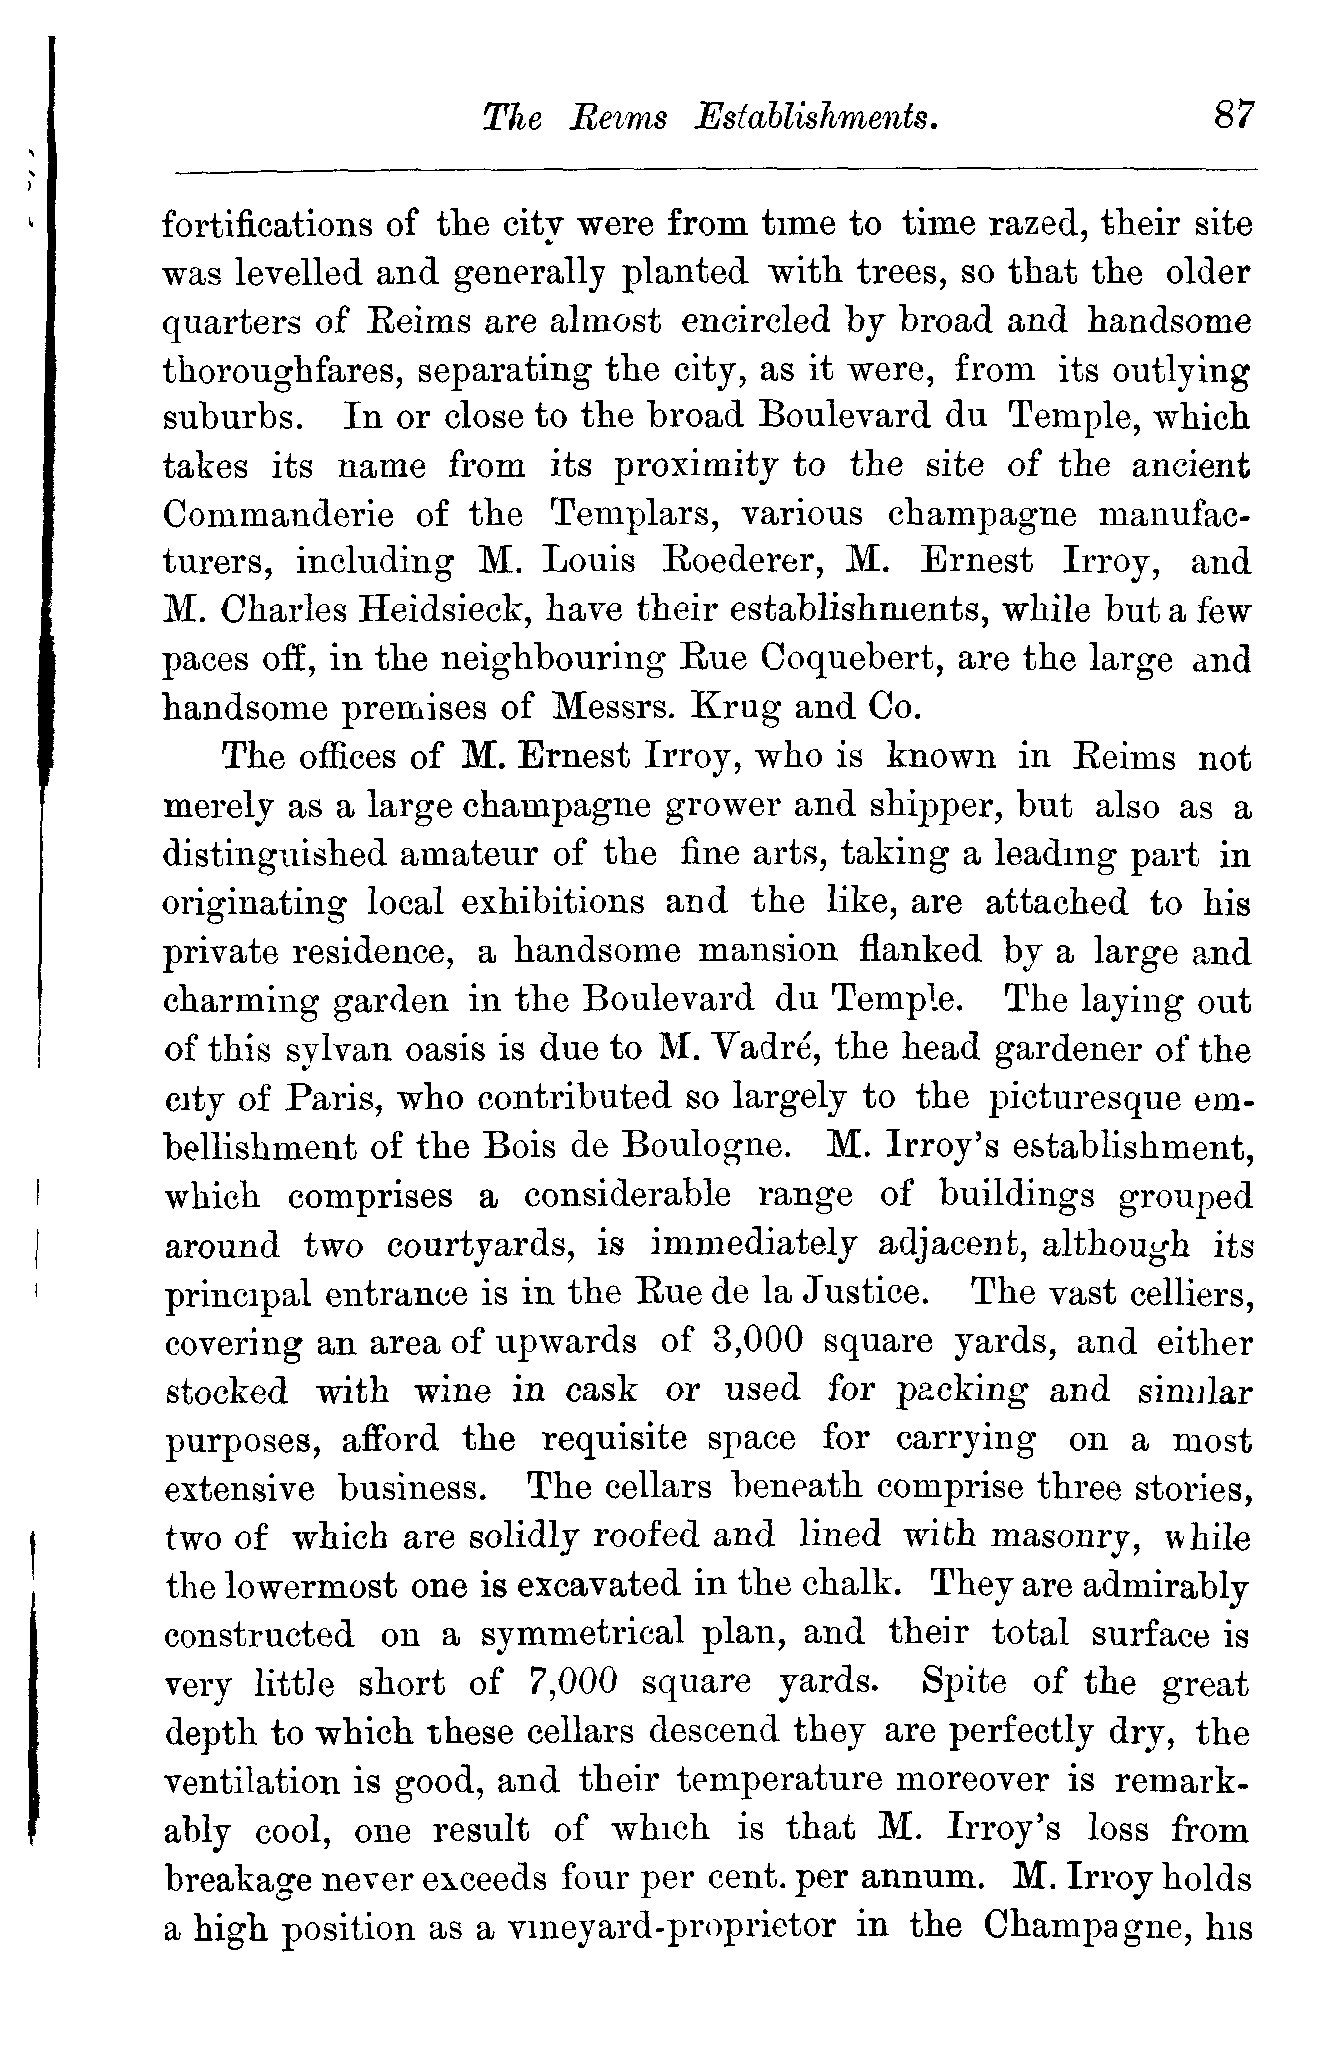 The Reims Establishments. 87
fortifications of the city were from time to time razed, their site
was levelled and generally planted with trees, so that the older
quarters of Reims are almost encircled by broad and handsome
thoroughfares, separating the city, as it were, from its outlying
suburbs. In or close to the broad Boulevard du Temple, which
takes its name from its proximity to the site of the ancient
Commanderie of the Templars, various champagne manufac-
turers, including M. Louis Roederer, M. Ernest Irroy, and
M. Charles Heidsieck, have their establishments, while but a few
paces off, in the neighbouring Rue Coquebert, are the large and
handsome premises of Messrs. Krug and Co.
The offices of M. Ernest Irroy, who is known in Reims not
merely as a large champagne grower and shipper, but also as a
distinguished amateur of the fine arts, taking a leading part in
originating local exhibitions and the like, are attached to his
private residence, a handsome mansion flanked by a large and
charming garden in the Boulevard du Temple. The laying out
of this sylvan oasis is due to M. Vadré, the head gardener of the
city of Paris, who contributed so largely to the picturesque em-
bellishment of the Bois de Boulogne. M. Irroy's establishment,
which comprises a considerable range of buildings grouped
around two courtyards, is immediately adjacent, although its
principal entrance is in the Rue de la Justice. The vast celliers,
covering an area of upwards of 3,000 square yards, and either
stocked with wine in cask or used for packing and similar
purposes, afford the requisite space for carrying on a most
extensive business. The cellars beneath comprise three stories,
two of which are solidly roofed and lined with masonry, while
the lowermost one is excavated in the chalk. They are admirably
constructed on a symmetrical plan, and their total surface is
very little short of 7,000 square yards. Spite of the great
depth to which these cellars descend they are perfectly dry, the
ventilation is good, and their temperature moreover is remark-
ably cool, one result of which is that M. Irroy's loss from
breakage never exceeds four per cent. per annum. M. Irroy holds
a high position as a vineyard-proprietor in the Champagne, his